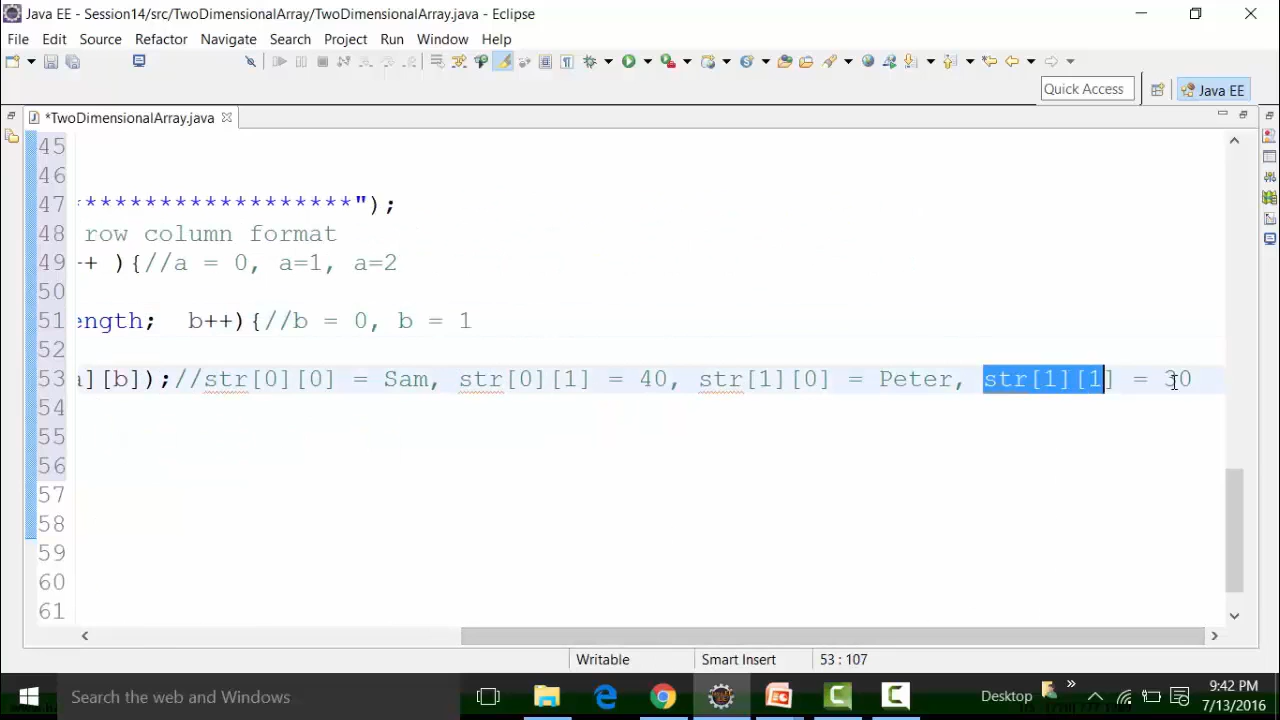 Java EE - Session14/src/TwoDimensionalArray/TwoDimensionalArray.java - Eclipse
File Edit Source Refactor Navigate Search Project Run Window Help
Quick Access
Java EE
*TwoDimensionalArray.java
45
46
47 *******************");
48 row column format
49 + ){//a = 0, a=1, a=2
50
51 ength; b++){//b = 0, b = 1
52
53 ][b]);//str[0][0] = Sam, str[0][1] = 40, str[1][0] = Peter, str[1][1] = 30
54
55
56
57
58
59
60
61
Writable Smart Insert 53 : 107
Search the web and Windows
Desktop
9:42 PM
7/13/2016